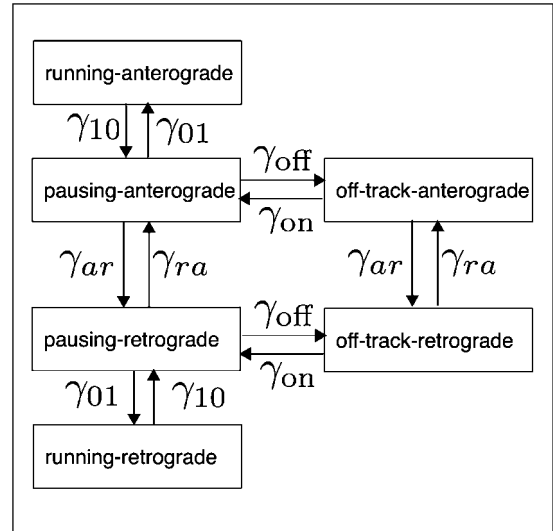 running-anterograde
γ10 γ01
pausing-anterograde
γoff
γon
off-track-anterograde
γar γra
γar γra
pausing-retrograde
γoff
γon
off-track-retrograde
γ01 γ10
running-retrograde